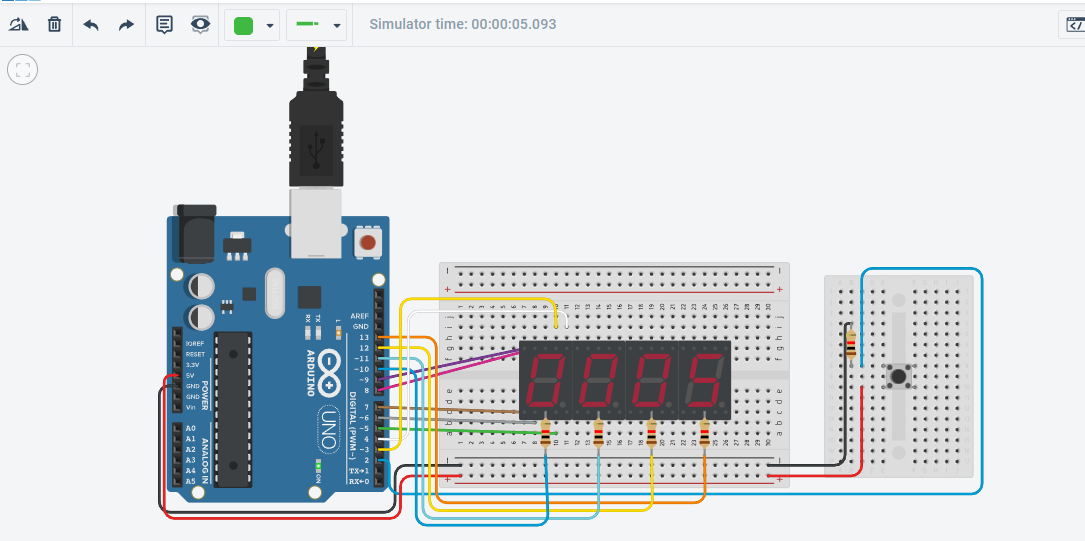 Simulator time: 00:00:05.093
AREF
GND
13
12
~11
~10
~9
8
7
~6
~5
4
~3
2
TX→1
RX←0
IOREF
RESET
3.3V
5V
GND
GND
Vin
A0
A1
A2
A3
A4
A5
POWER
ANALOG IN
DIGITAL (PWM~)
RX
TX
L
ARDUINO
UNO
ON
0005